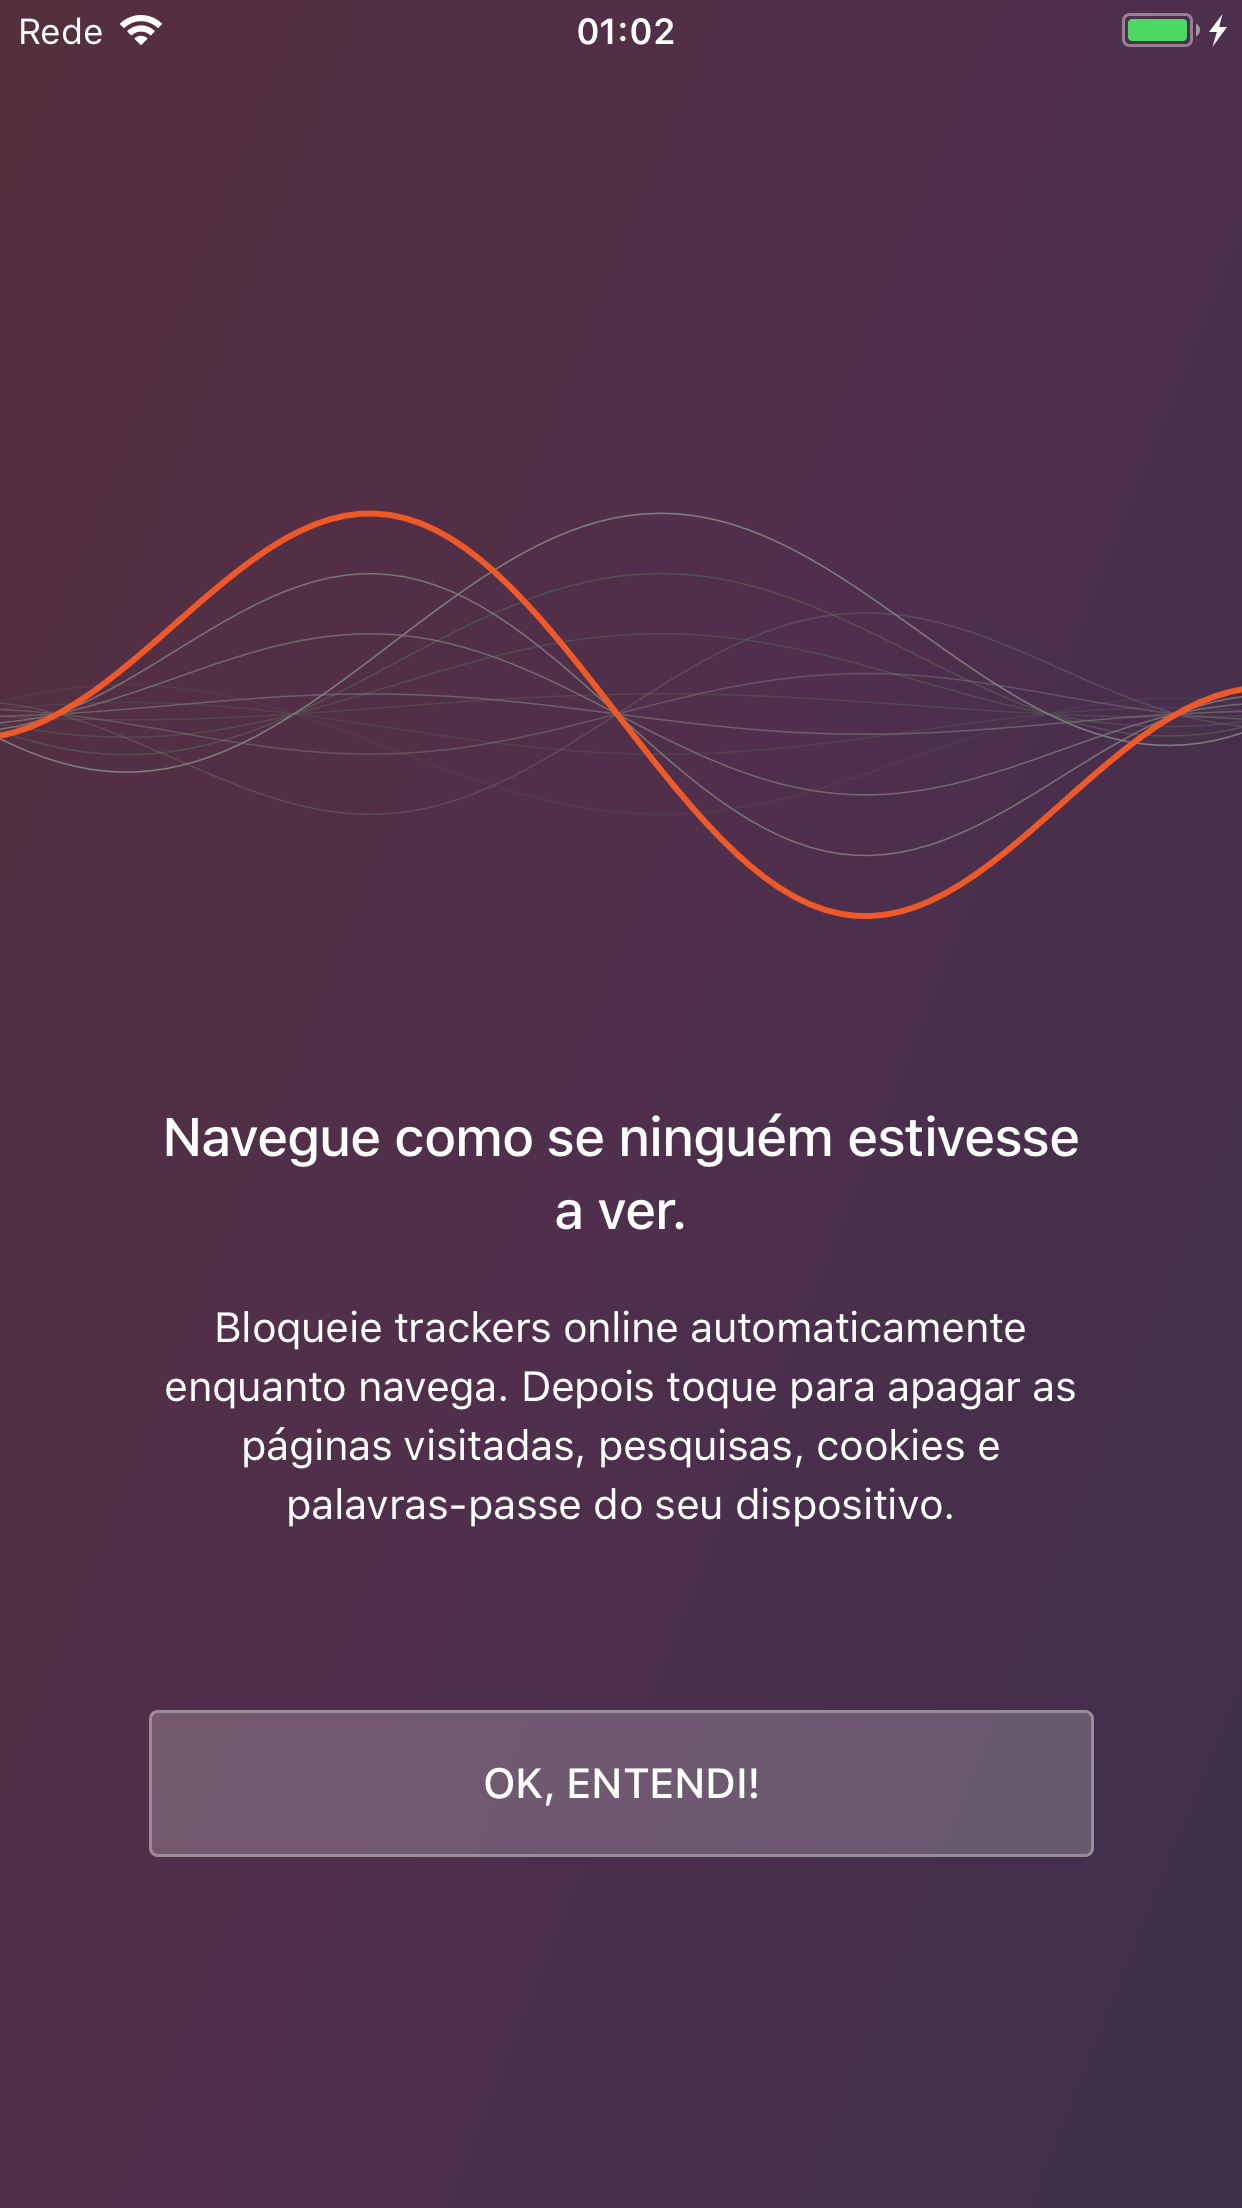 Rede
01:02
Navegue como se ninguém estivesse
a ver.
Bloqueie trackers online automaticamente
enquanto navega. Depois toque para apagar as
páginas visitadas, pesquisas, cookies e
palavras-passe do seu dispositivo.
OK, ENTENDI!